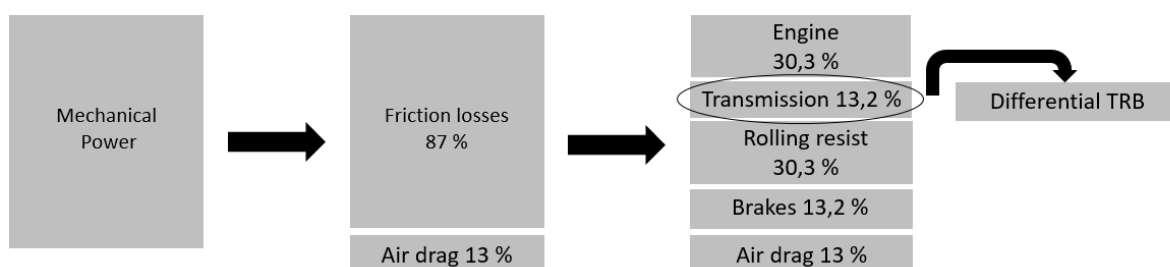 Mechanical
Power
Friction losses
87 %
Air drag 13 %
Engine
30,3 %
Transmission 13,2 %
Rolling resist
30,3 %
Brakes 13,2 %
Air drag 13 %
Differential TRB